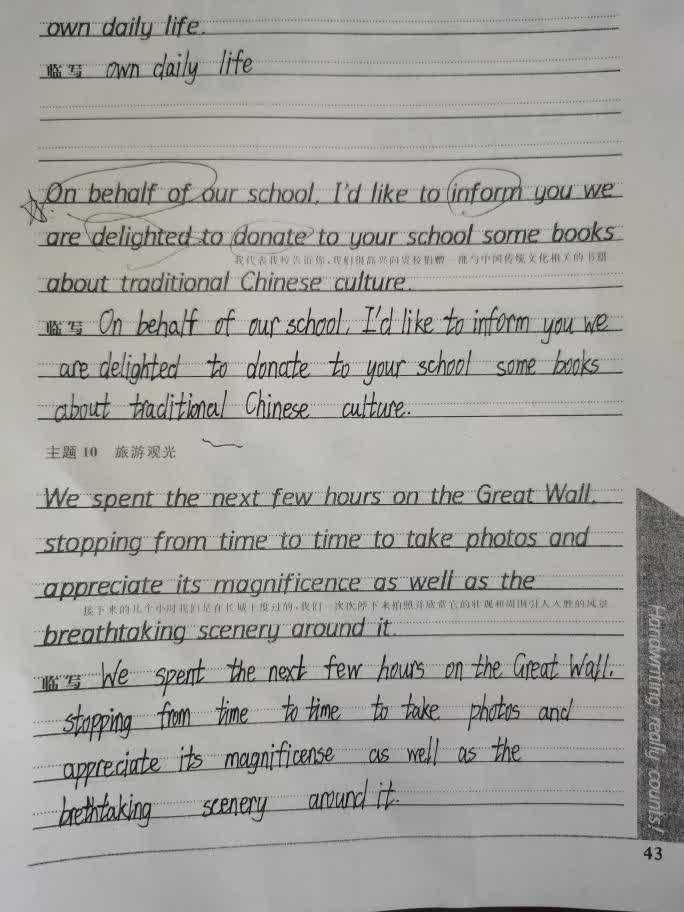 own daily life.
临写 own daily life
On behalf of our school, I'd like to inform you we
are delighted to donate to your school some books
我代表我校告诉你,我们很高兴向贵校捐赠一批与中国传统文化相关的书籍
about traditional Chinese culture.
临写 On behalf of our school, I'd like to inform you we
are delighted to donate to your school some books
about traditional Chinese culture.
主题 10 旅游观光
We spent the next few hours on the Great Wall,
stopping from time to time to take photos and
appreciate its magnificence as well as the
接下来的几个小时我们是在长城上度过的,我们一次次停下来拍照并欣赏它的壮观和周围引人入胜的风景
breathtaking scenery around it.
临写 We spent the next few hours on the Great Wall.
stopping from time to time to take photos and
appreciate its magnificense as well as the
brethtaking scenery around it.
Handwriting really counts!
43